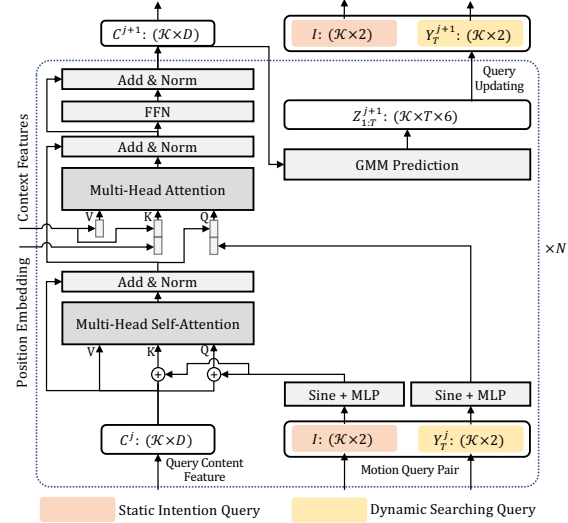 C^{j+1}: (𝒦×D)
I: (𝒦×2)
Y_T^{j+1}: (𝒦×2)
Add & Norm
Query
Updating
FFN
Z_{1:T}^{j+1}: (𝒦×T×6)
Add & Norm
GMM Prediction
Context Features
Multi-Head Attention
V
K
Q
×N
Position Embedding
Add & Norm
Multi-Head Self-Attention
V
K
Q
Sine + MLP
Sine + MLP
C^j: (𝒦×D)
I: (𝒦×2)
Y_T^j: (𝒦×2)
Query Content
Feature
Motion Query Pair
Static Intention Query
Dynamic Searching Query